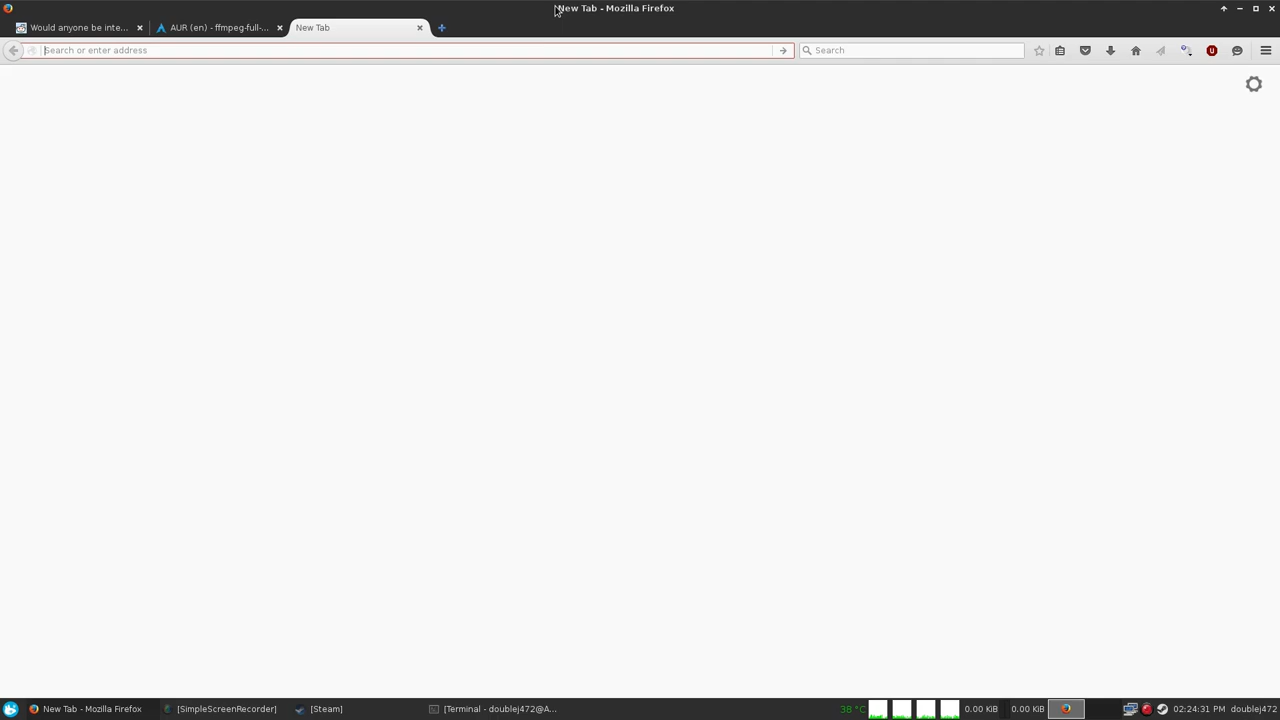 New Tab - Mozilla Firefox
Would anyone be inte...
AUR (en) - ffmpeg-full-...
New Tab
Search or enter address
Search
New Tab - Mozilla Firefox
[SimpleScreenRecorder]
[Steam]
[Terminal - doublej472@A...
38 °C
0.00 KiB
0.00 KiB
02:24:31 PM
doublej472